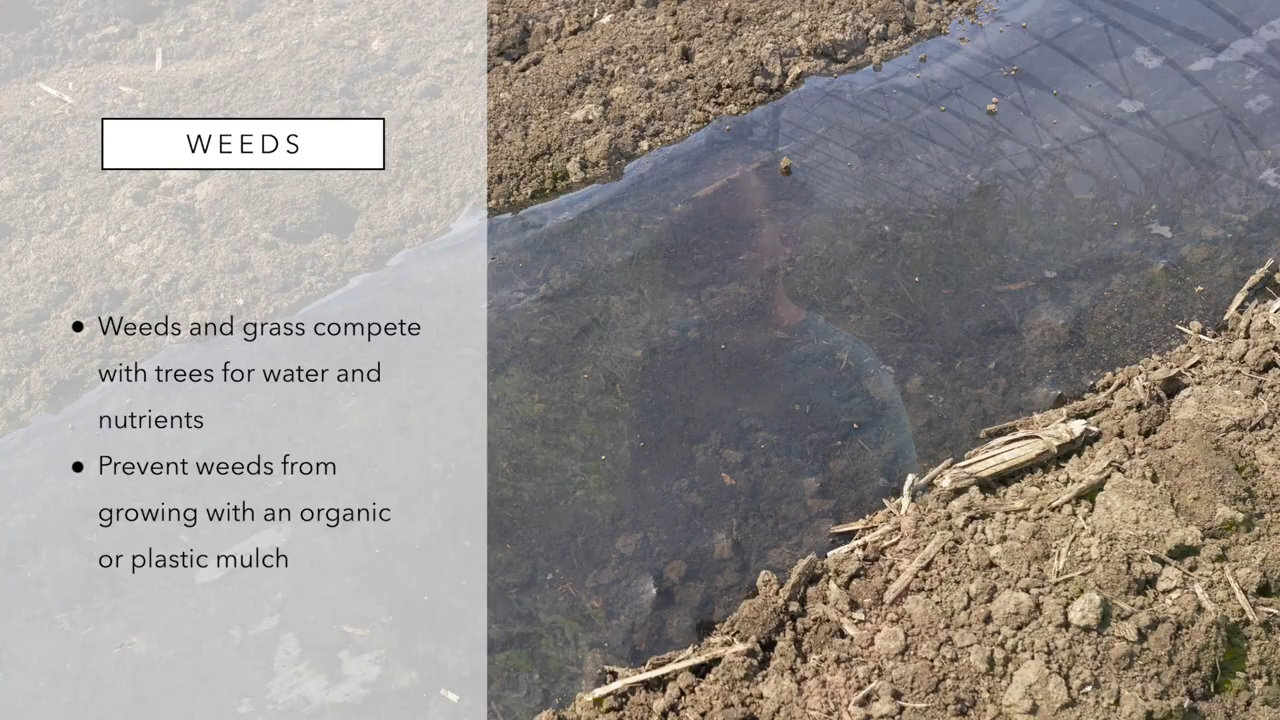 WEEDS
● Weeds and grass compete
with trees for water and
nutrients
● Prevent weeds from
growing with an organic
or plastic mulch